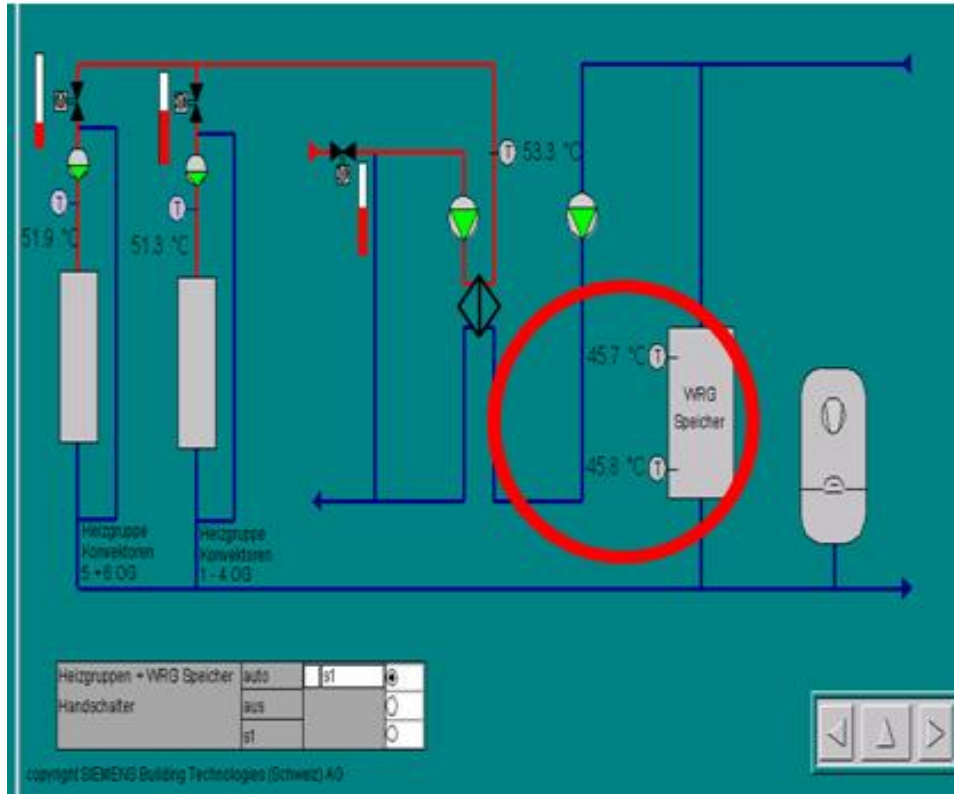 53.3 °C
51.9 °C
51.3 °C
45.7 °C
WRG
Speicher
45.8 °C
Heizgruppe
Konvektoren
5 +6 OG
Heizgruppe
Konvektoren
1 - 4 OG
Heizgruppen + WRG Speicher auto s1
Handschalter aus
s1
copyright SIEMENS Building Technologies (Schweiz) AG